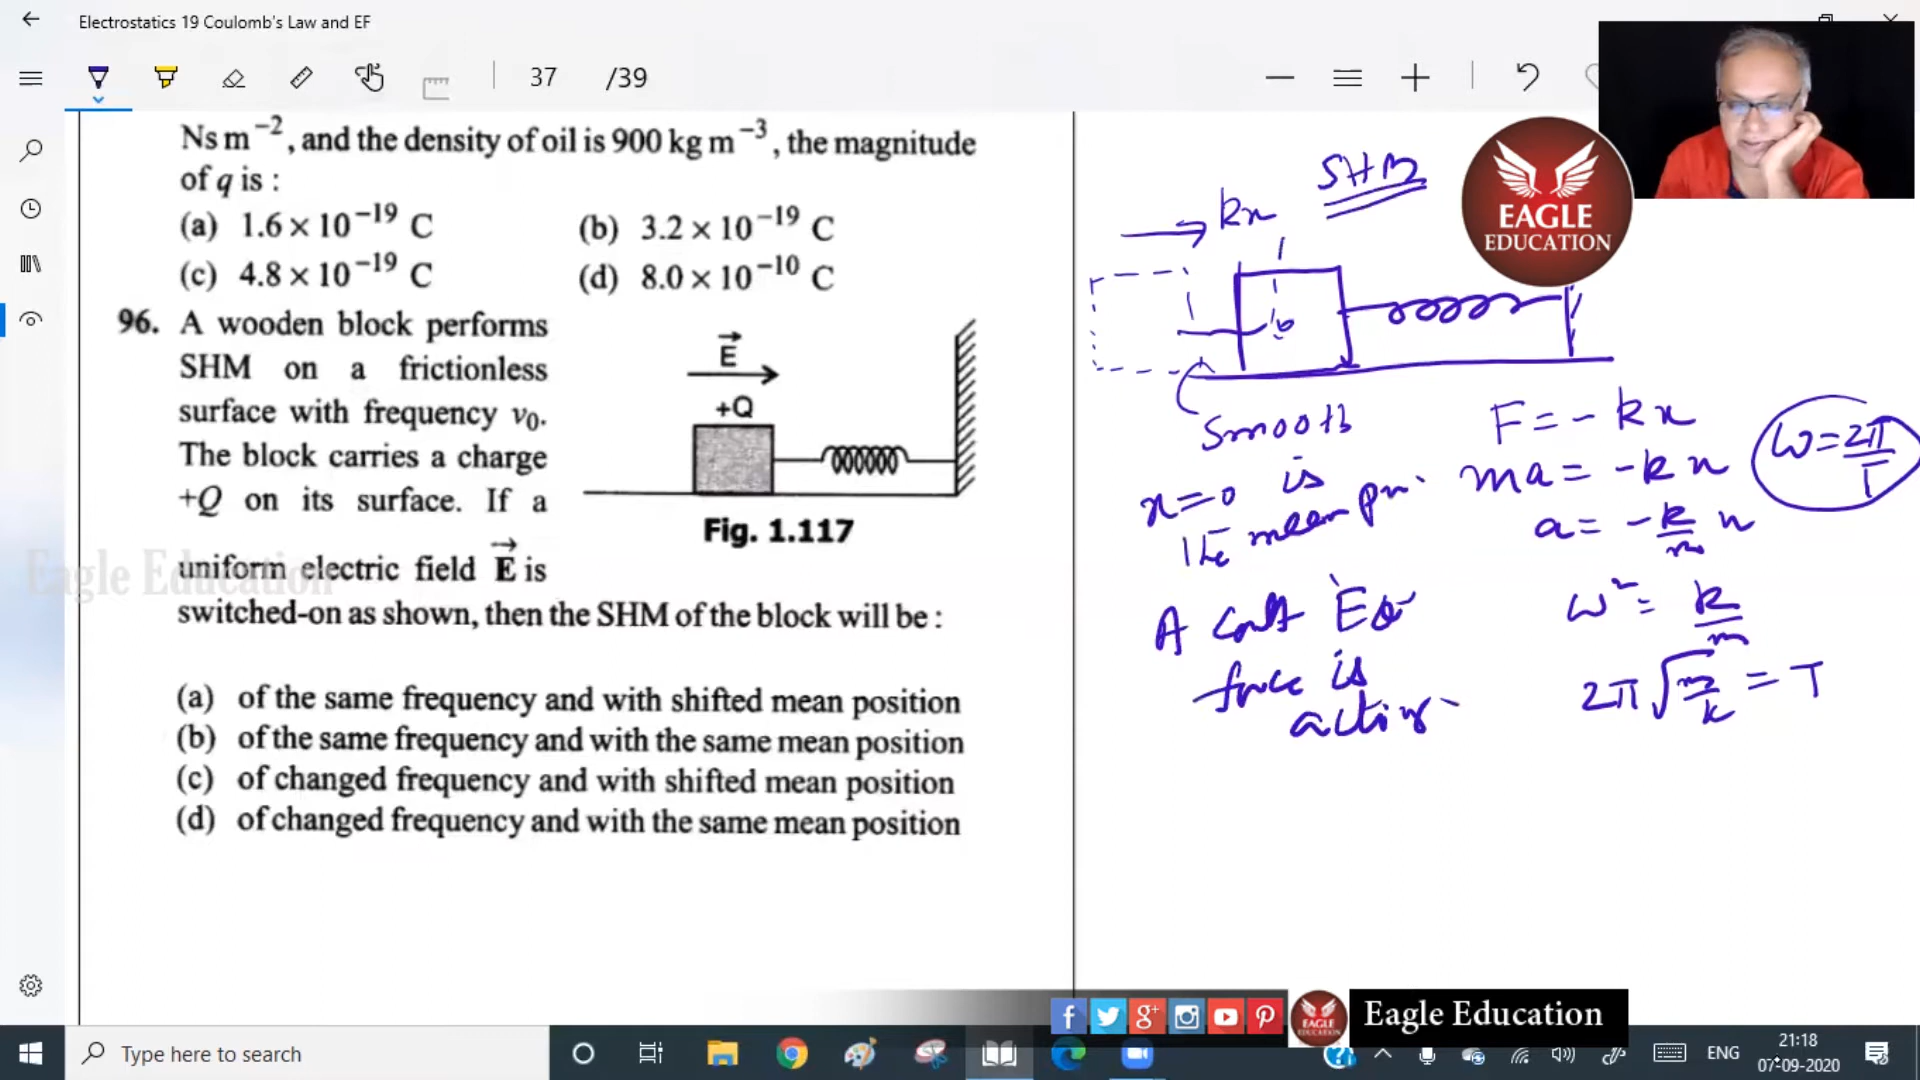 Electrostatics 19 Coulomb's Law and EF
37 /39
Ns m⁻², and the density of oil is 900 kg m⁻³, the magnitude
of q is :
(a) 1.6 × 10⁻¹⁹ C (b) 3.2 × 10⁻¹⁹ C
(c) 4.8 × 10⁻¹⁹ C (d) 8.0 × 10⁻¹⁰ C
96. A wooden block performs
SHM on a frictionless
surface with frequency ν₀.
The block carries a charge
+Q on its surface. If a
uniform electric field E⃗ is
switched-on as shown, then the SHM of the block will be :
E⃗
+Q
Fig. 1.117
(a) of the same frequency and with shifted mean position
(b) of the same frequency and with the same mean position
(c) of changed frequency and with shifted mean position
(d) of changed frequency and with the same mean position
Eagle Education
SHM
kx
Smooth
x=0 is
the mean pn.
A const EQ
force is
acting
F = -kx
ma = -kx
a = -k/m x
ω² = k/m
2π√(m/k) = T
ω = 2π/T
EAGLE
EDUCATION
f g+
EAGLE
EDUCATION
Eagle Education
Type here to search
ENG
21:18
07-09-2020